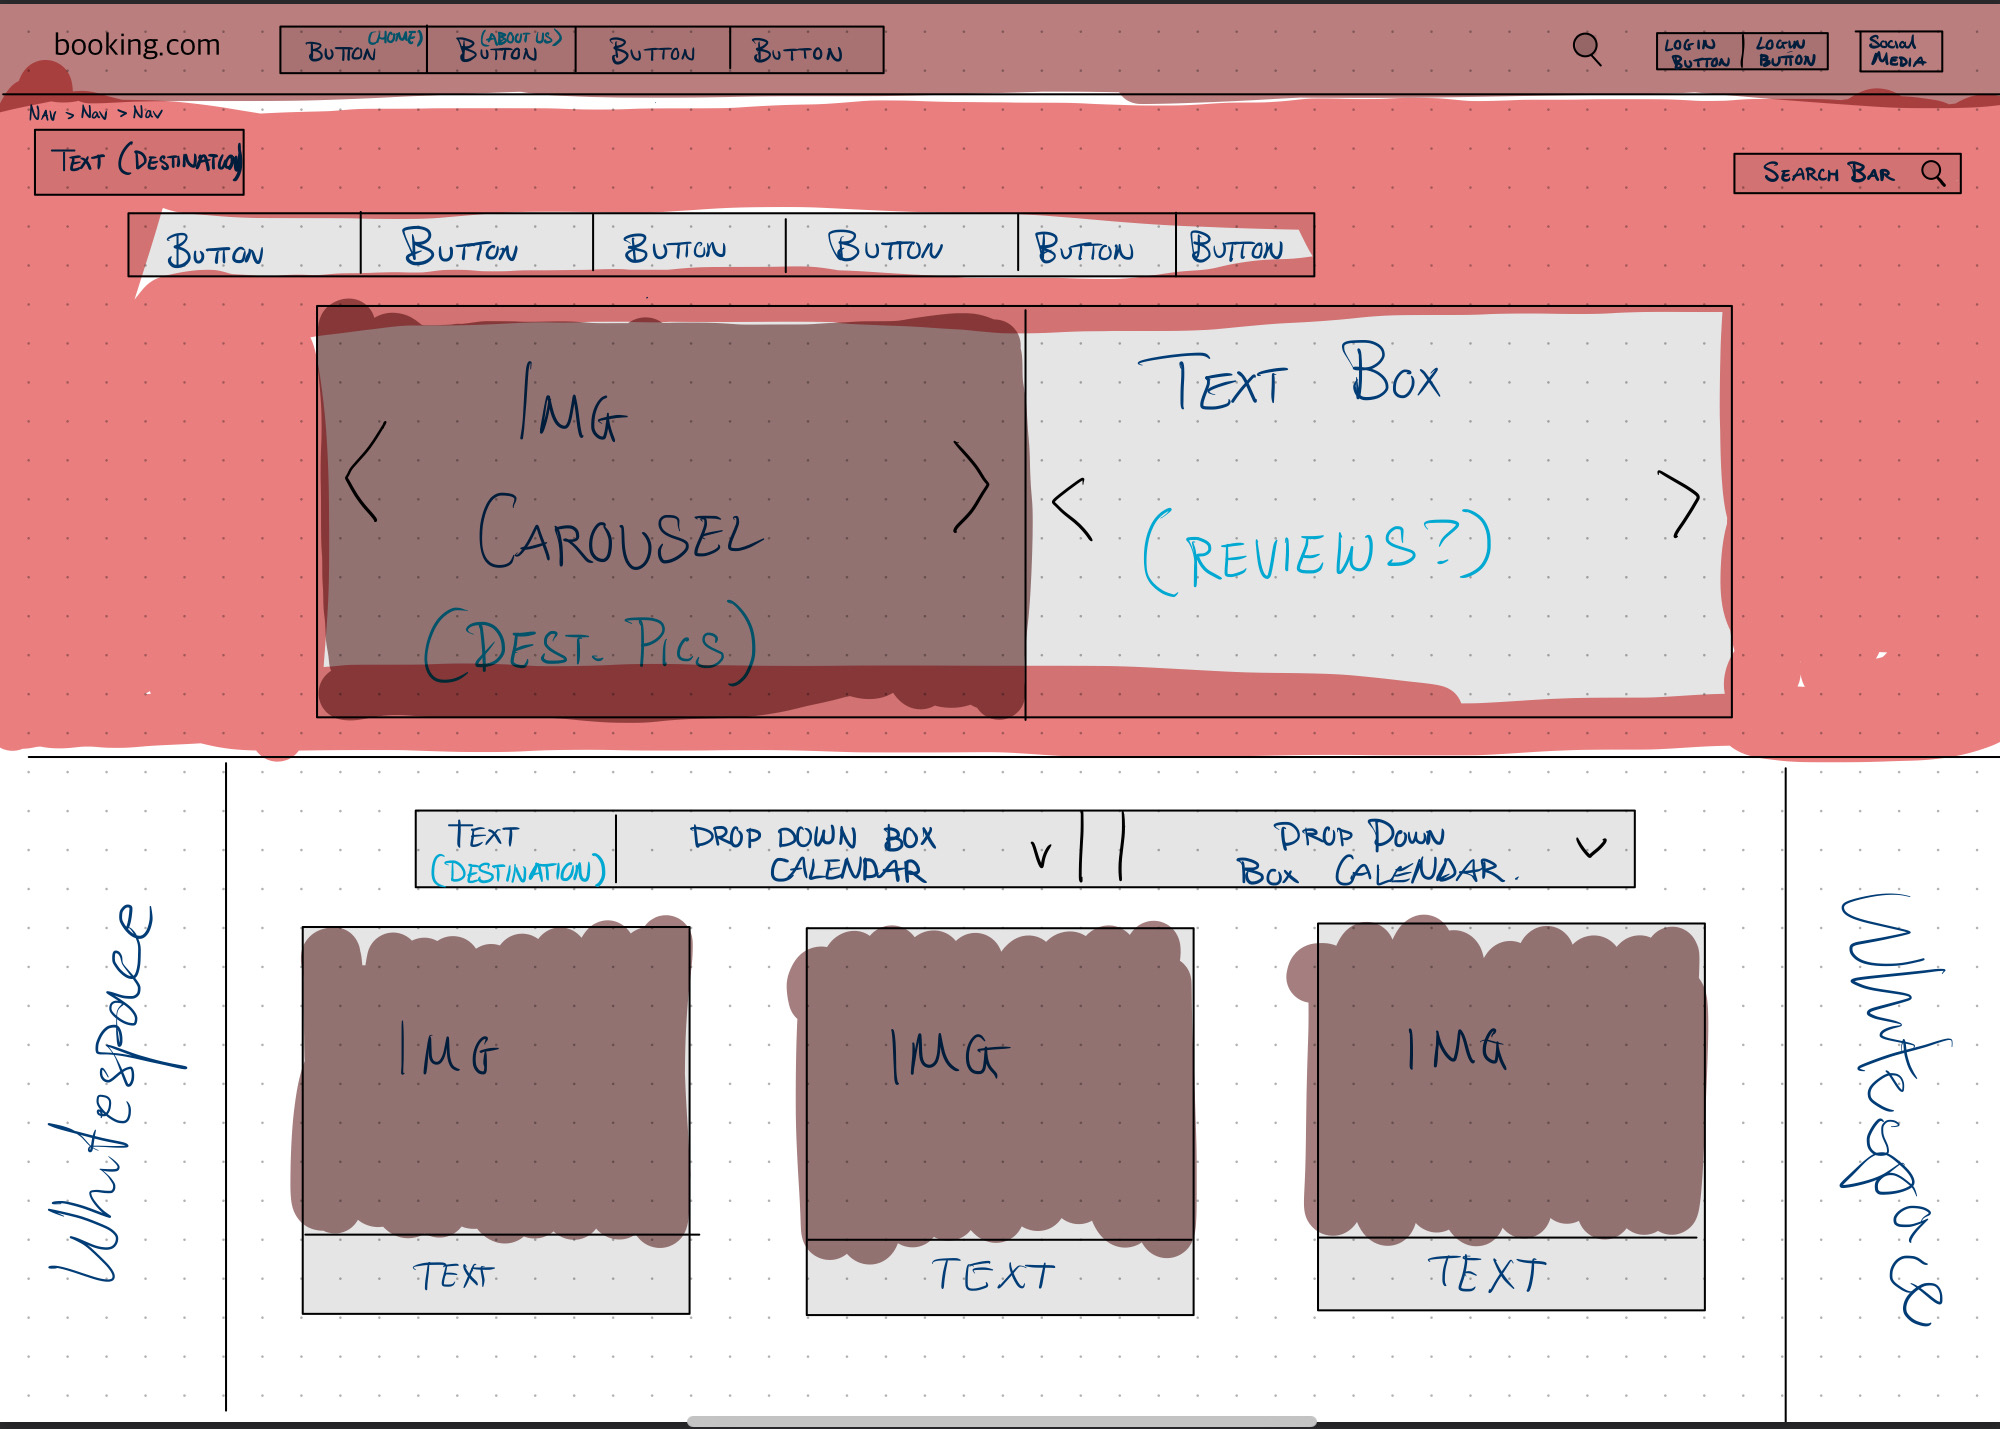 booking.com
BUTTON (HOME) BUTTON (ABOUT US) BUTTON BUTTON
LOGIN BUTTON LOGIN BUTTON SOCIAL MEDIA
NAV > NAV > NAV
TEXT (DESTINATION)
SEARCH BAR
BUTTON BUTTON BUTTON BUTTON BUTTON BUTTON
IMG
CAROUSEL
(DEST. PICS)
TEXT BOX
(REVIEWS?)
TEXT
(DESTINATION)
DROP DOWN BOX
CALENDAR
DROP DOWN
BOX CALENDAR.
Whitespace
IMG
TEXT
IMG
TEXT
IMG
TEXT
Whitespace